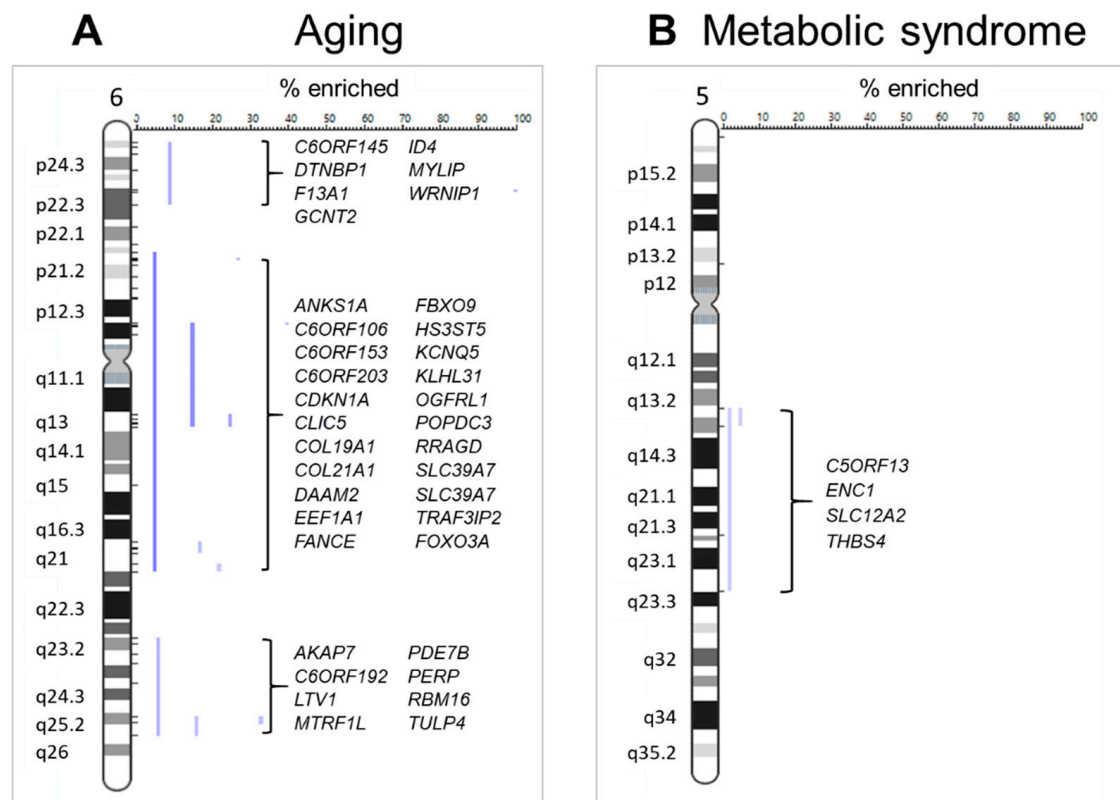 A Aging
% enriched
6
0 10 20 30 40 50 60 70 80 90 100
p24.3
p22.3
p22.1
p21.2
p12.3
q11.1
q13
q14.1
q15
q16.3
q21
q22.3
q23.2
q24.3
q25.2
q26
C6ORF145 ID4
DTNBP1 MYLIP
F13A1 WRNIP1
GCNT2
ANKS1A FBXO9
C6ORF106 HS3ST5
C6ORF153 KCNQ5
C6ORF203 KLHL31
CDKN1A OGFRL1
CLIC5 POPDC3
COL19A1 RRAGD
COL21A1 SLC39A7
DAAM2 SLC39A7
EEF1A1 TRAF3IP2
FANCE FOXO3A
AKAP7 PDE7B
C6ORF192 PERP
LTV1 RBM16
MTRF1L TULP4
B Metabolic syndrome
% enriched
5
0 10 20 30 40 50 60 70 80 90 100
p15.2
p14.1
p13.2
p12
q12.1
q13.2
q14.3
q21.1
q21.3
q23.1
q23.3
q32
q34
q35.2
C5ORF13
ENC1
SLC12A2
THBS4